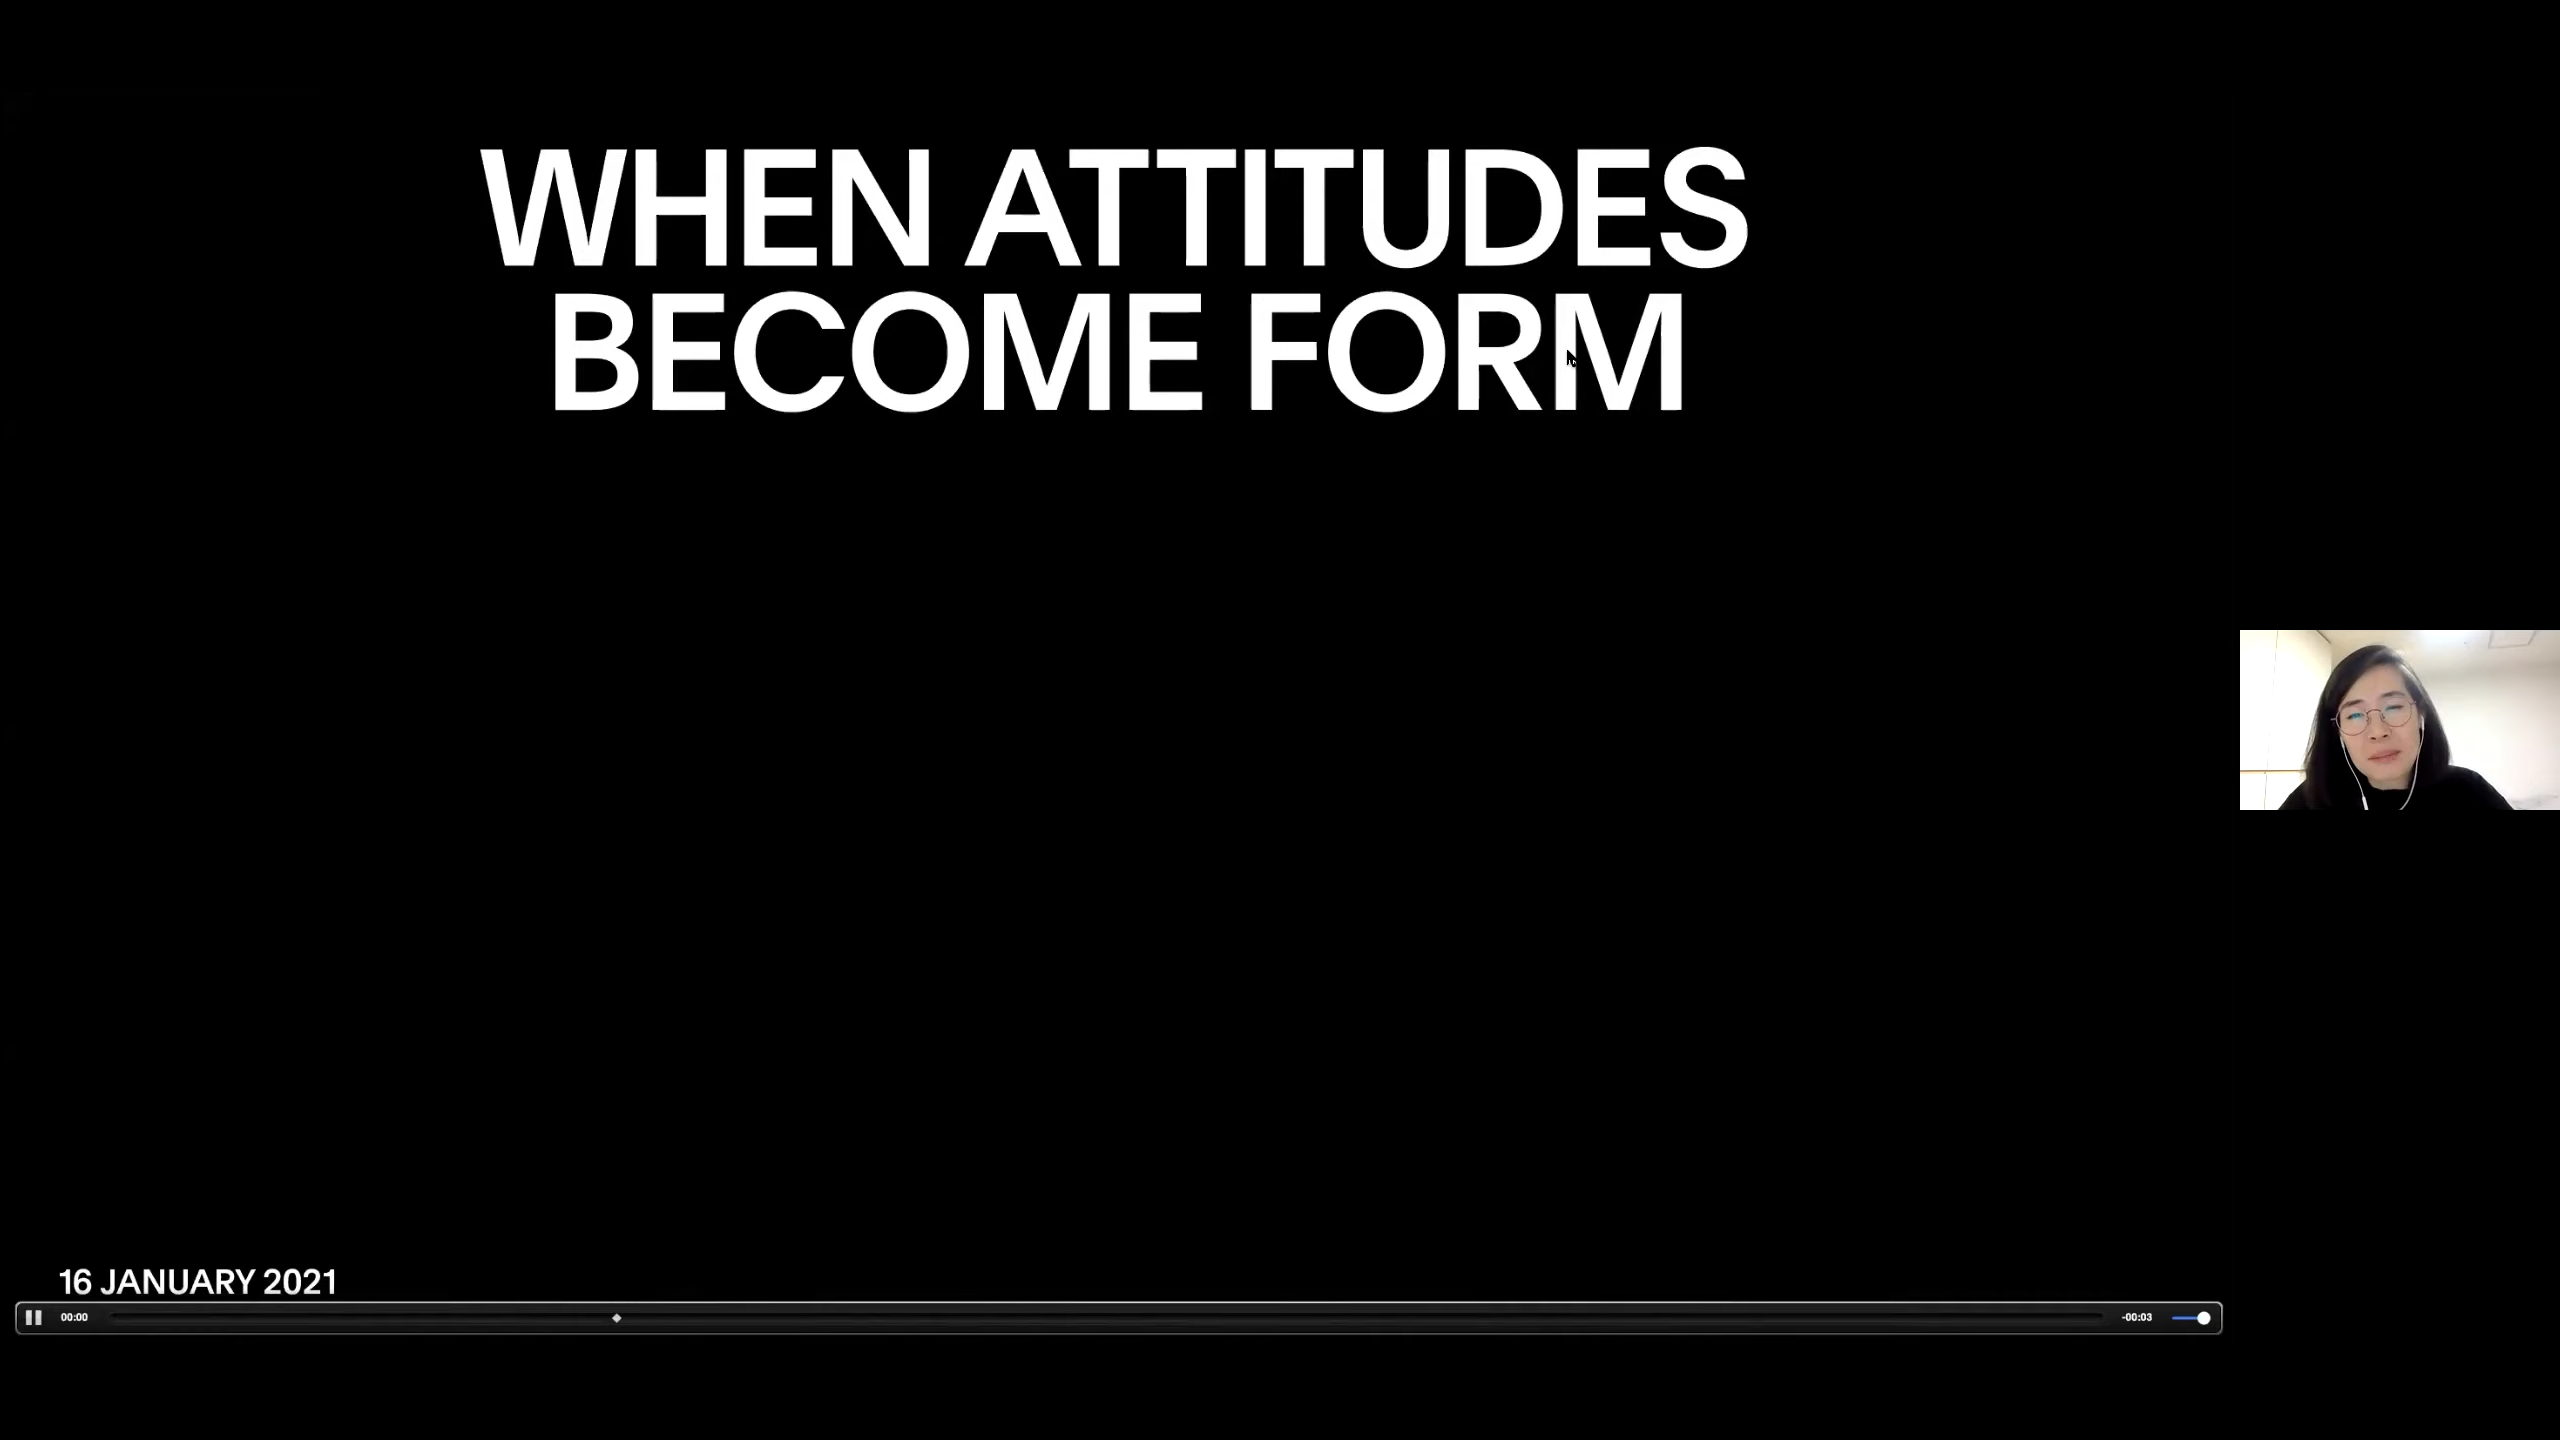 WHEN ATTITUDES
BECOME FORM
16 JANUARY 2021
00:00
-00:03